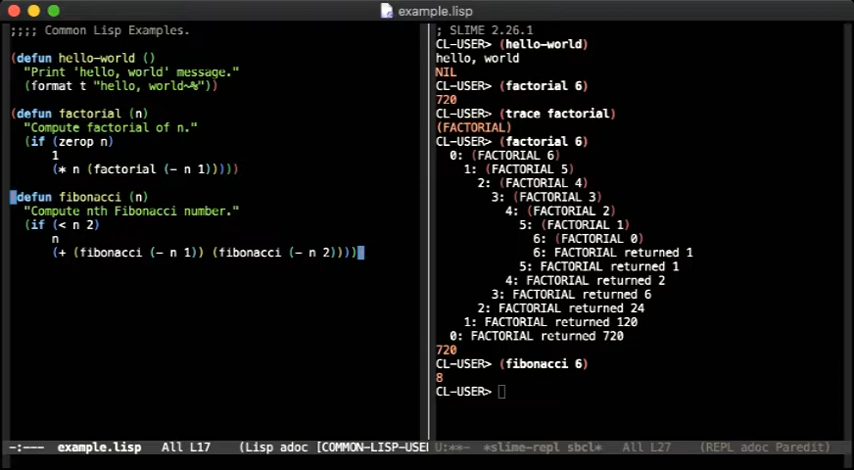 example.lisp
;;;; Common Lisp Examples.
(defun hello-world ()
"Print 'hello, world' message."
(format t "hello, world~%"))
(defun factorial (n)
"Compute factorial of n."
(if (zerop n)
1
(* n (factorial (- n 1)))))
(defun fibonacci (n)
"Compute nth Fibonacci number."
(if (< n 2)
n
(+ (fibonacci (- n 1)) (fibonacci (- n 2)))))
-:--- example.lisp All L17 (Lisp adoc [COMMON-LISP-USE
; SLIME 2.26.1
CL-USER> (hello-world)
hello, world
NIL
CL-USER> (factorial 6)
720
CL-USER> (trace factorial)
(FACTORIAL)
CL-USER> (factorial 6)
0: (FACTORIAL 6)
1: (FACTORIAL 5)
2: (FACTORIAL 4)
3: (FACTORIAL 3)
4: (FACTORIAL 2)
5: (FACTORIAL 1)
6: (FACTORIAL 0)
6: FACTORIAL returned 1
5: FACTORIAL returned 1
4: FACTORIAL returned 2
3: FACTORIAL returned 6
2: FACTORIAL returned 24
1: FACTORIAL returned 120
0: FACTORIAL returned 720
720
CL-USER> (fibonacci 6)
8
CL-USER>
U:**- *slime-repl sbcl* All L27 (REPL adoc Paredit)